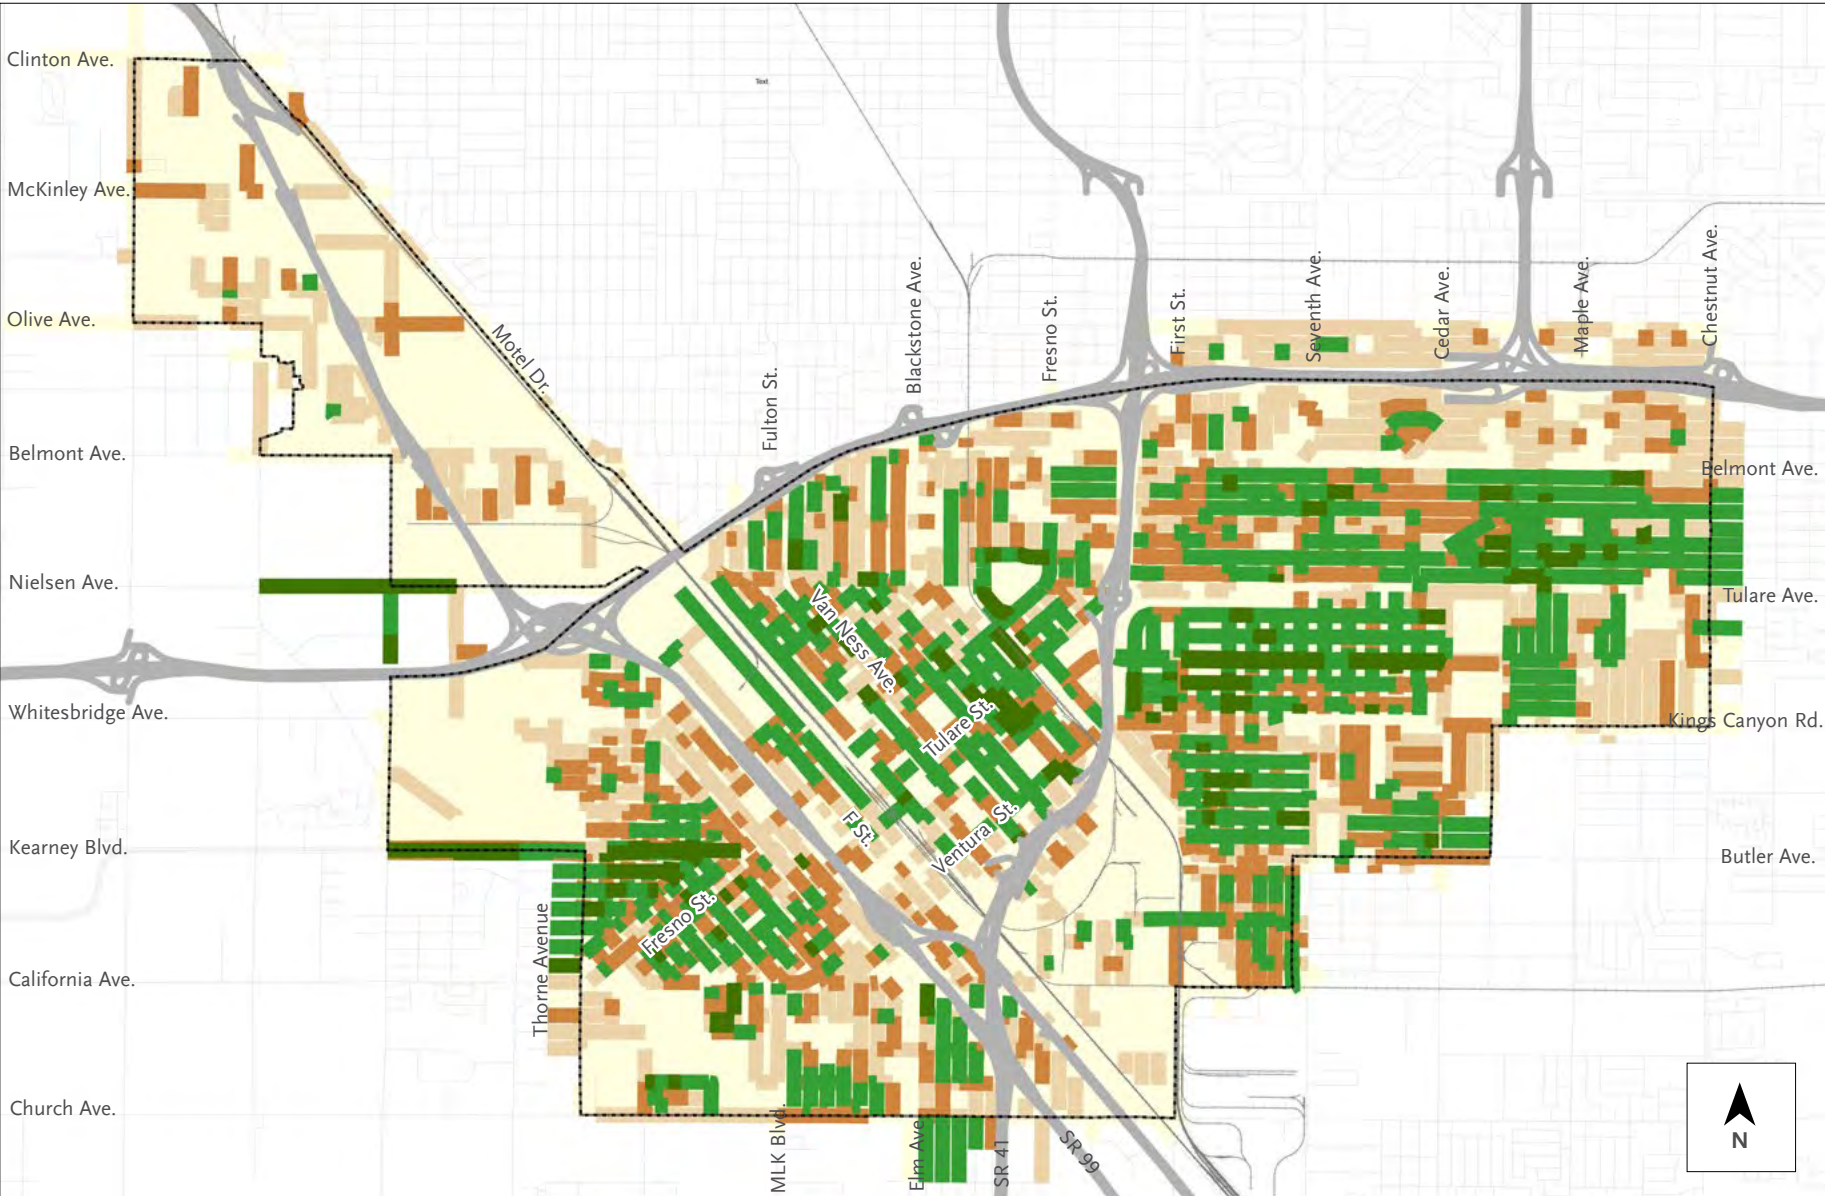 Clinton Ave.
Text
McKinley Ave.
Olive Ave.
Motel Dr.
Fulton St.
Blackstone Ave.
Fresno St.
First St.
Seventh Ave.
Cedar Ave.
Maple Ave.
Chestnut Ave.
Belmont Ave.
Belmont Ave.
Nielsen Ave.
Tulare Ave.
Van Ness Ave.
Whitesbridge Ave.
Tulare St.
Kings Canyon Rd.
F St.
Ventura St.
Kearney Blvd.
Butler Ave.
Fresno St.
Thorne Avenue
California Ave.
Church Ave.
MLK Blvd.
Elm Ave.
SR 41
SR 99
N